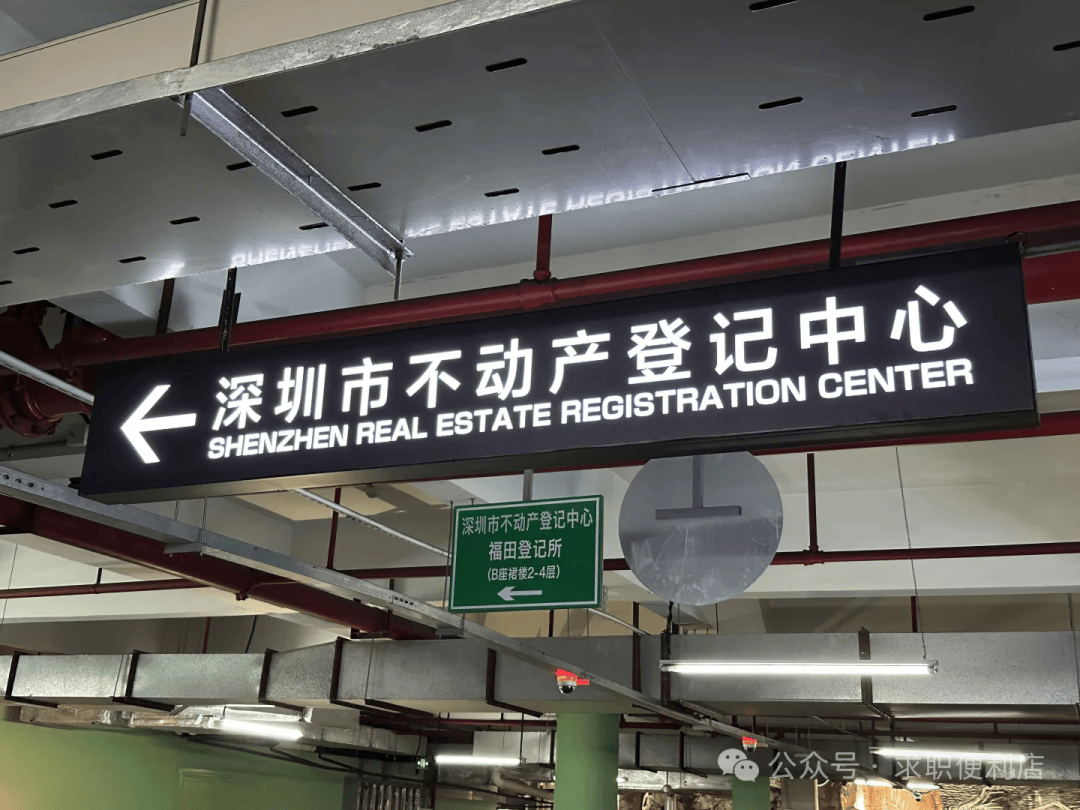 深圳市不动产登记中心
SHENZHEN REAL ESTATE REGISTRATION CENTER
深圳市不动产登记中心
福田登记所
(B座裙楼2-4层)
公众号·求职便利店